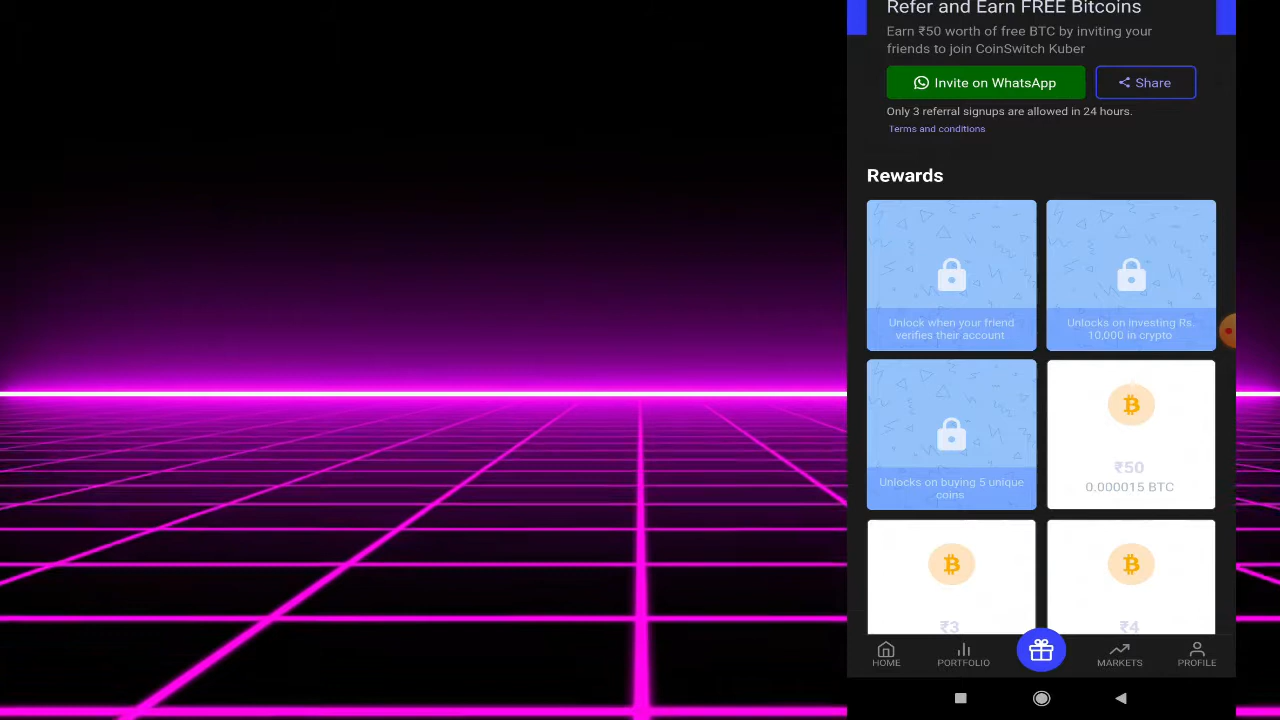 Refer and Earn FREE Bitcoins
Earn ₹50 worth of free BTC by inviting your
friends to join CoinSwitch Kuber
Invite on WhatsApp
Share
Only 3 referral signups are allowed in 24 hours.
Terms and conditions
Rewards
Unlock when your friend
verifies their account
Unlocks on investing Rs.
10,000 in crypto
Unlocks on buying 5 unique
coins
₹50
0.000015 BTC
₹3
₹4
HOME
PORTFOLIO
MARKETS
PROFILE